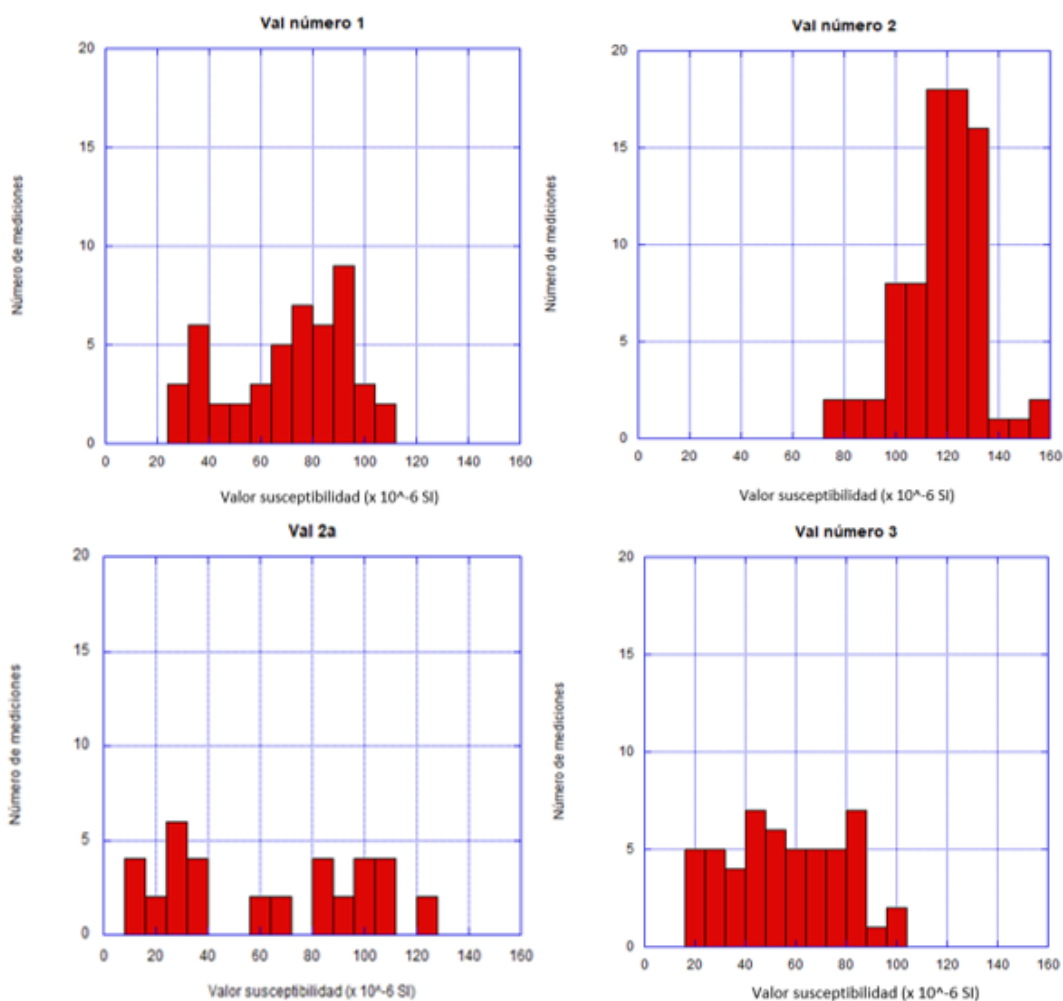 Val número 1
20
15
10
5
0
Número de mediciones
0 20 40 60 80 100 120 140 160
Valor susceptibilidad (x 10^-6 SI)
Val número 2
20
15
10
5
0
Número de mediciones
0 20 40 60 80 100 120 140 160
Valor susceptibilidad (x 10^-6 SI)
Val 2a
20
15
10
5
0
Número de mediciones
0 20 40 60 80 100 120 140 160
Valor susceptibilidad (x 10^-6 SI)
Val número 3
20
15
10
5
0
Número de mediciones
0 20 40 60 80 100 120 140 160
Valor susceptibilidad (x 10^-6 SI)